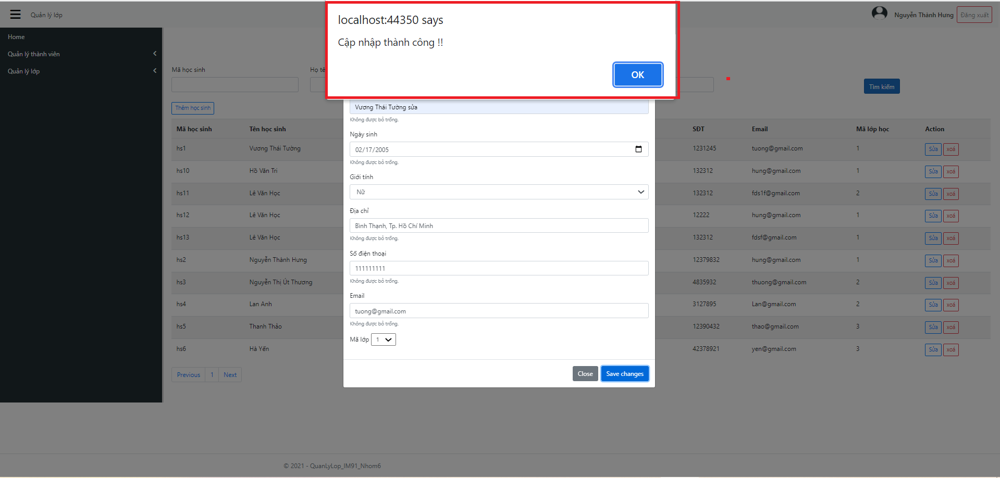 Quản lý lớp
Nguyễn Thành Hưng
Đăng xuất
localhost:44350 says
Cập nhập thành công !!
OK
Home
Quản lý thành viên
Quản lý lớp
Mã học sinh
Họ tê
Tìm kiếm
Thêm học sinh
Mã học sinh Tên học sinh SĐT Email Mã lớp học Action
hs1 Vương Thái Tường 1231245 tuong@gmail.com 1 Sửa xoá
hs10 Hồ Văn Tri 132312 hung@gmail.com 1 Sửa xoá
hs11 Lê Văn Học 132312 fds1f@gmail.com 2 Sửa xoá
hs12 Lê Văn Học 12222 hung@gmail.com 1 Sửa xoá
hs13 Lê Văn Học 132312 fdsf@gmail.com 1 Sửa xoá
hs2 Nguyễn Thành Hưng 12379832 hung@gmail.com 1 Sửa xoá
hs3 Nguyễn Thị Út Thương 4835932 thuong@gmail.com 2 Sửa xoá
hs4 Lan Anh 3127895 Lan@gmail.com 2 Sửa xoá
hs5 Thanh Thảo 12390432 thao@gmail.com 3 Sửa xoá
hs6 Hà Yến 42378921 yen@gmail.com 3 Sửa xoá
Previous 1 Next
Vương Thái Tường sửa
Không được bỏ trống.
Ngày sinh
02/17/2005
Không được bỏ trống.
Giới tính
Nữ
Địa chỉ
Bình Thạnh, Tp. Hồ Chí Minh
Không được bỏ trống.
Số điện thoại
111111111
Không được bỏ trống.
Email
tuong@gmail.com
Không được bỏ trống.
Mã lớp 1
Close Save changes
© 2021 - QuanLyLop_IM91_Nhom6